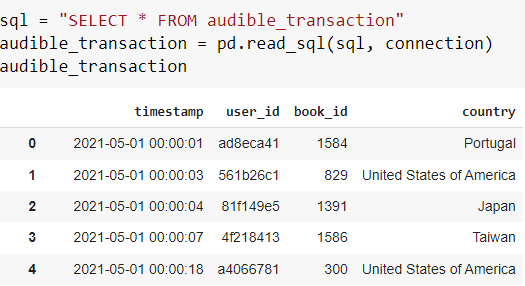 sql = "SELECT * FROM audible_transaction"
audible_transaction = pd.read_sql(sql, connection)
audible_transaction
timestamp user_id book_id country
0 2021-05-01 00:00:01 ad8eca41 1584 Portugal
1 2021-05-01 00:00:03 561b26c1 829 United States of America
2 2021-05-01 00:00:04 81f149e5 1391 Japan
3 2021-05-01 00:00:07 4f218413 1586 Taiwan
4 2021-05-01 00:00:18 a4066781 300 United States of America